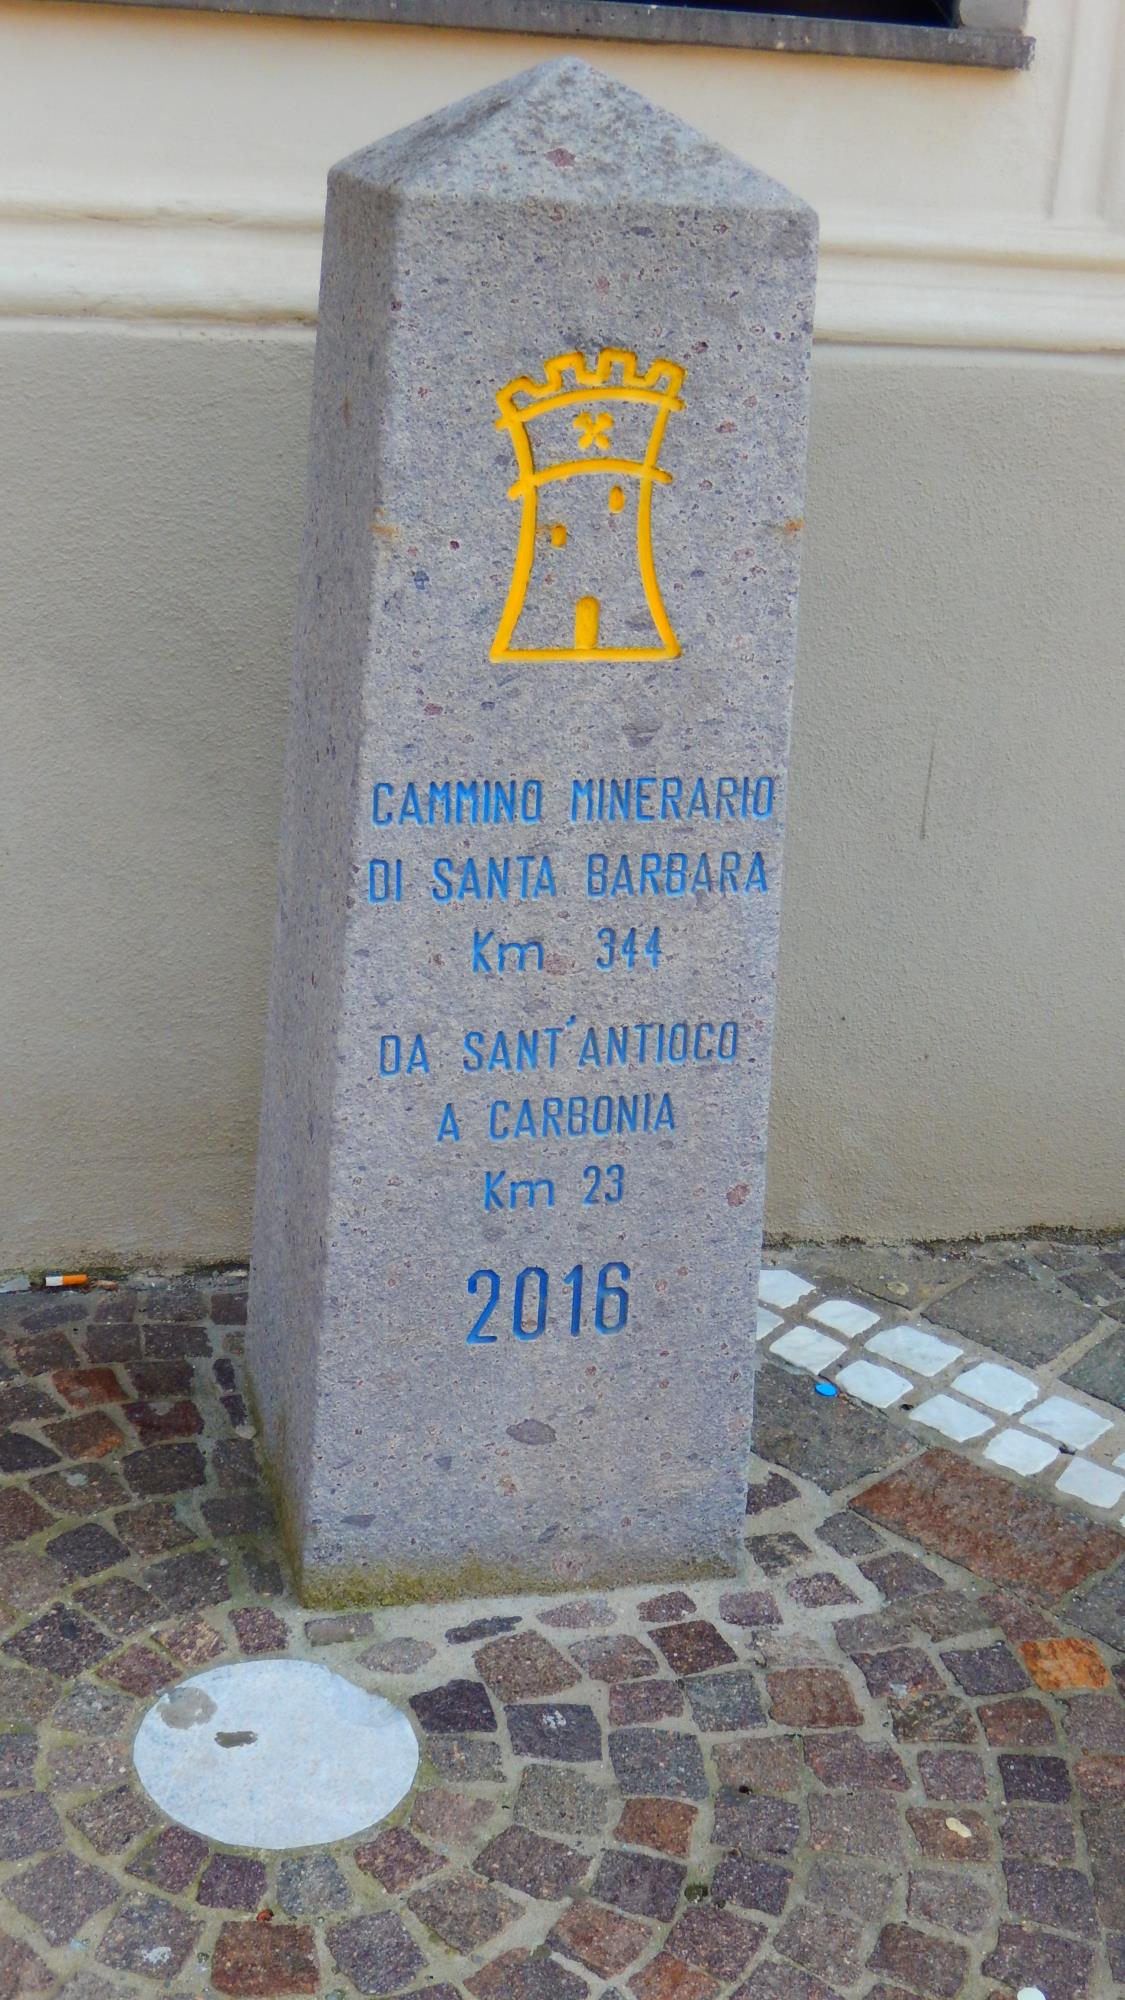 CAMMINO MINERARIO
DI SANTA BARBARA
Km 344
DA SANT'ANTIOCO
A CARBONIA
Km 23
2016